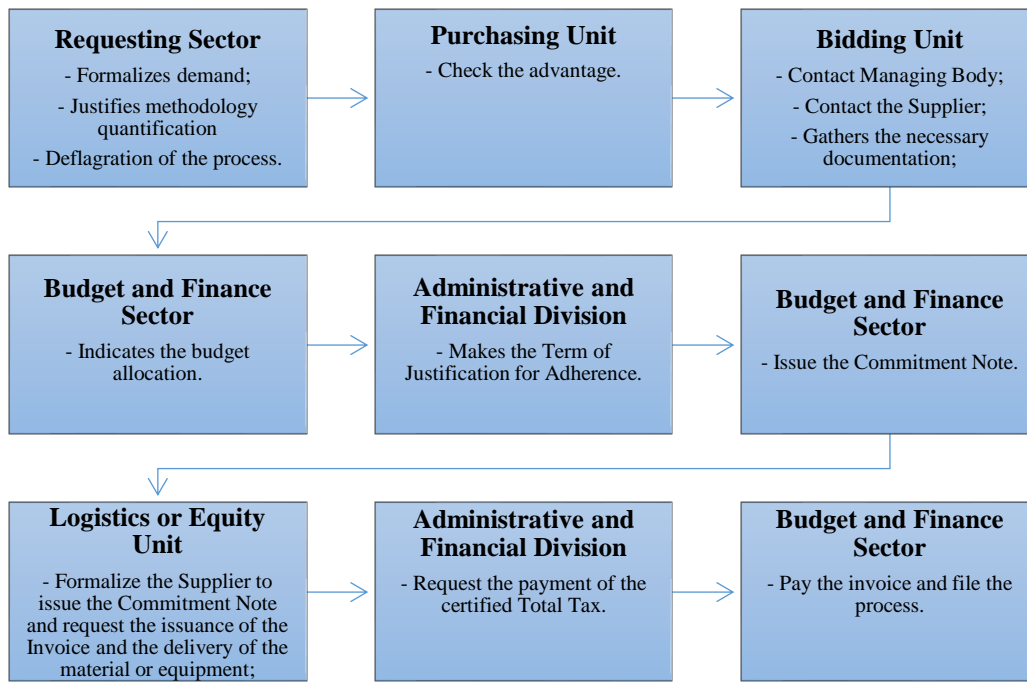 Requesting Sector
- Formalizes demand;
- Justifies methodology
quantification
- Deflagration of the process.
Purchasing Unit
- Check the advantage.
Bidding Unit
- Contact Managing Body;
- Contact the Supplier;
- Gathers the necessary
documentation;
Budget and Finance
Sector
- Indicates the budget
allocation.
Administrative and
Financial Division
- Makes the Term of
Justification for Adherence.
Budget and Finance
Sector
- Issue the Commitment Note.
Logistics or Equity
Unit
- Formalize the Supplier to
issue the Commitment Note
and request the issuance of the
Invoice and the delivery of the
material or equipment;
Administrative and
Financial Division
- Request the payment of the
certified Total Tax.
Budget and Finance
Sector
- Pay the invoice and file the
process.